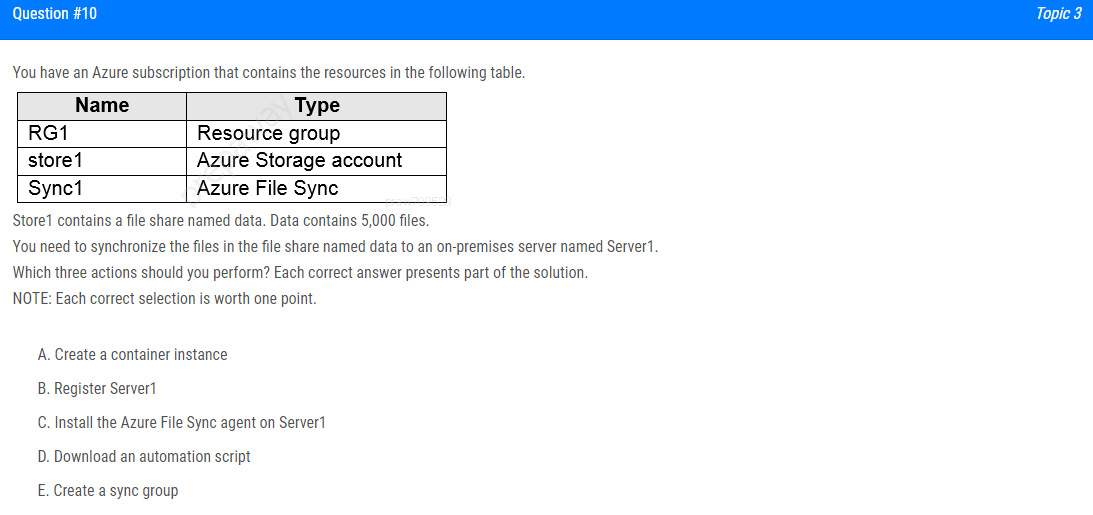 Question #10 Topic 3
You have an Azure subscription that contains the resources in the following table.
Name Type
RG1 Resource group
store1 Azure Storage account
Sync1 Azure File Sync
Store1 contains a file share named data. Data contains 5,000 files.
You need to synchronize the files in the file share named data to an on-premises server named Server1.
Which three actions should you perform? Each correct answer presents part of the solution.
NOTE: Each correct selection is worth one point.
A. Create a container instance
B. Register Server1
C. Install the Azure File Sync agent on Server1
D. Download an automation script
E. Create a sync group